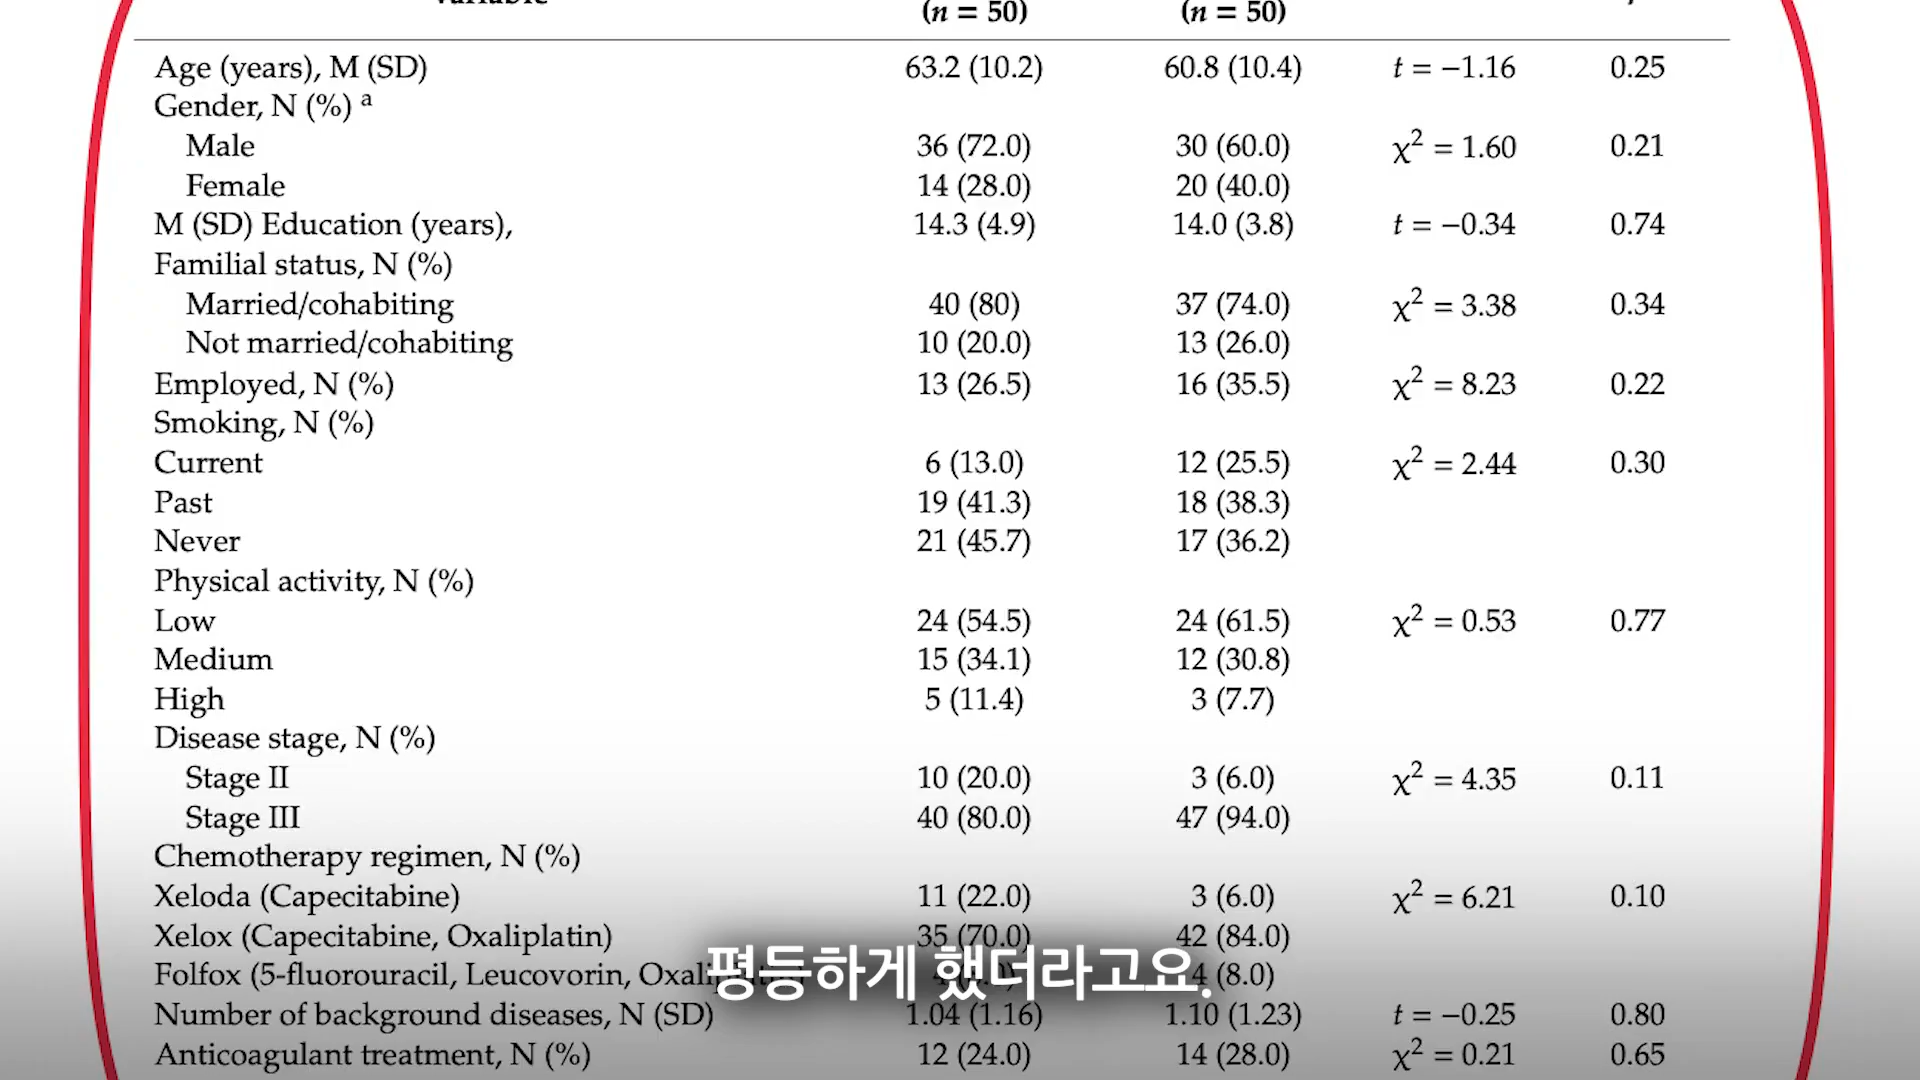 Variable
(n = 50) (n = 50)
Age (years), M (SD) 63.2 (10.2) 60.8 (10.4) t = −1.16 0.25
Gender, N (%) a
Male 36 (72.0) 30 (60.0) χ2 = 1.60 0.21
Female 14 (28.0) 20 (40.0)
M (SD) Education (years), 14.3 (4.9) 14.0 (3.8) t = −0.34 0.74
Familial status, N (%)
Married/cohabiting 40 (80) 37 (74.0) χ2 = 3.38 0.34
Not married/cohabiting 10 (20.0) 13 (26.0)
Employed, N (%) 13 (26.5) 16 (35.5) χ2 = 8.23 0.22
Smoking, N (%)
Current 6 (13.0) 12 (25.5) χ2 = 2.44 0.30
Past 19 (41.3) 18 (38.3)
Never 21 (45.7) 17 (36.2)
Physical activity, N (%)
Low 24 (54.5) 24 (61.5) χ2 = 0.53 0.77
Medium 15 (34.1) 12 (30.8)
High 5 (11.4) 3 (7.7)
Disease stage, N (%)
Stage II 10 (20.0) 3 (6.0) χ2 = 4.35 0.11
Stage III 40 (80.0) 47 (94.0)
Chemotherapy regimen, N (%)
Xeloda (Capecitabine) 11 (22.0) 3 (6.0) χ2 = 6.21 0.10
Xelox (Capecitabine, Oxaliplatin) 35 (70.0) 42 (84.0)
Folfox (5-fluorouracil, Leucovorin, 4 (8.0)
평등하게 했더라고요.
Number of background diseases, N (SD) 1.04 (1.16) 1.10 (1.23) t = −0.25 0.80
Anticoagulant treatment, N (%) 12 (24.0) 14 (28.0) χ2 = 0.21 0.65